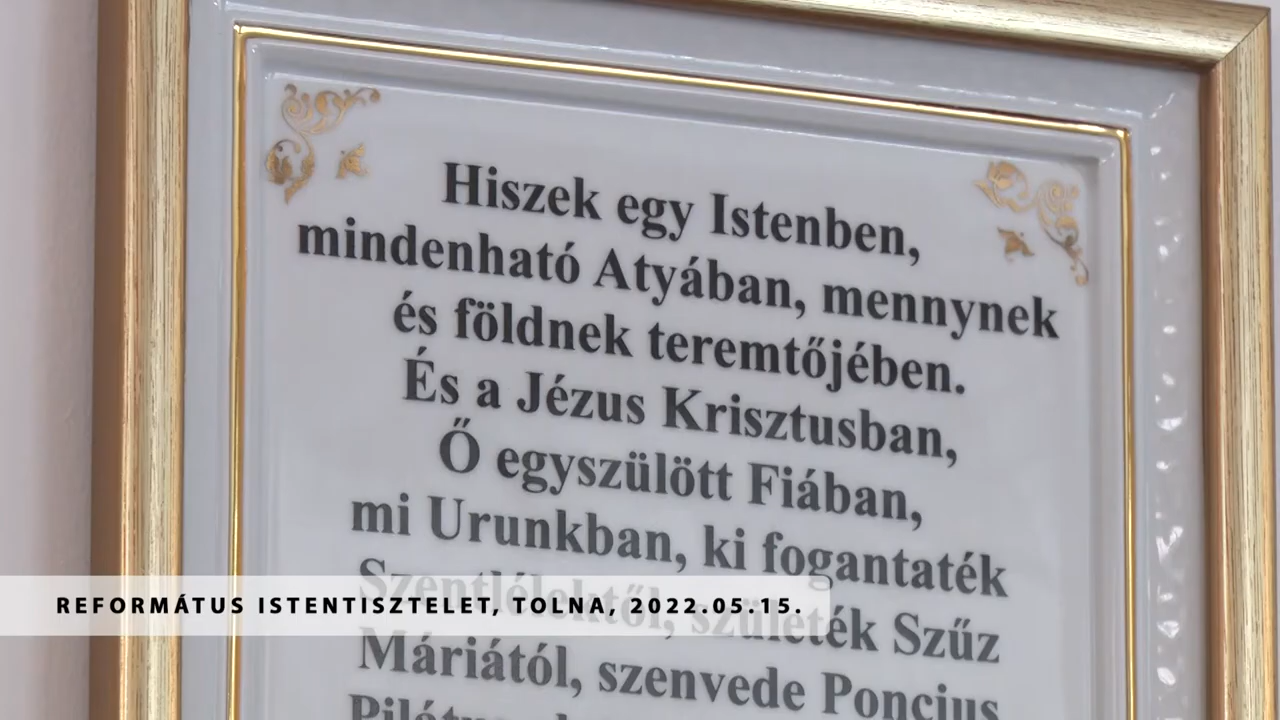 Hiszek egy Istenben,
mindenható Atyában, mennynek
és földnek teremtőjében.
És a Jézus Krisztusban,
Ő egyszülött Fiában,
mi Urunkban, ki fogantaték
Szentlélektől, születék Szűz
REFORMÁTUS ISTENTISZTELET, TOLNA, 2022.05.15.
Máriától, szenvede Poncius